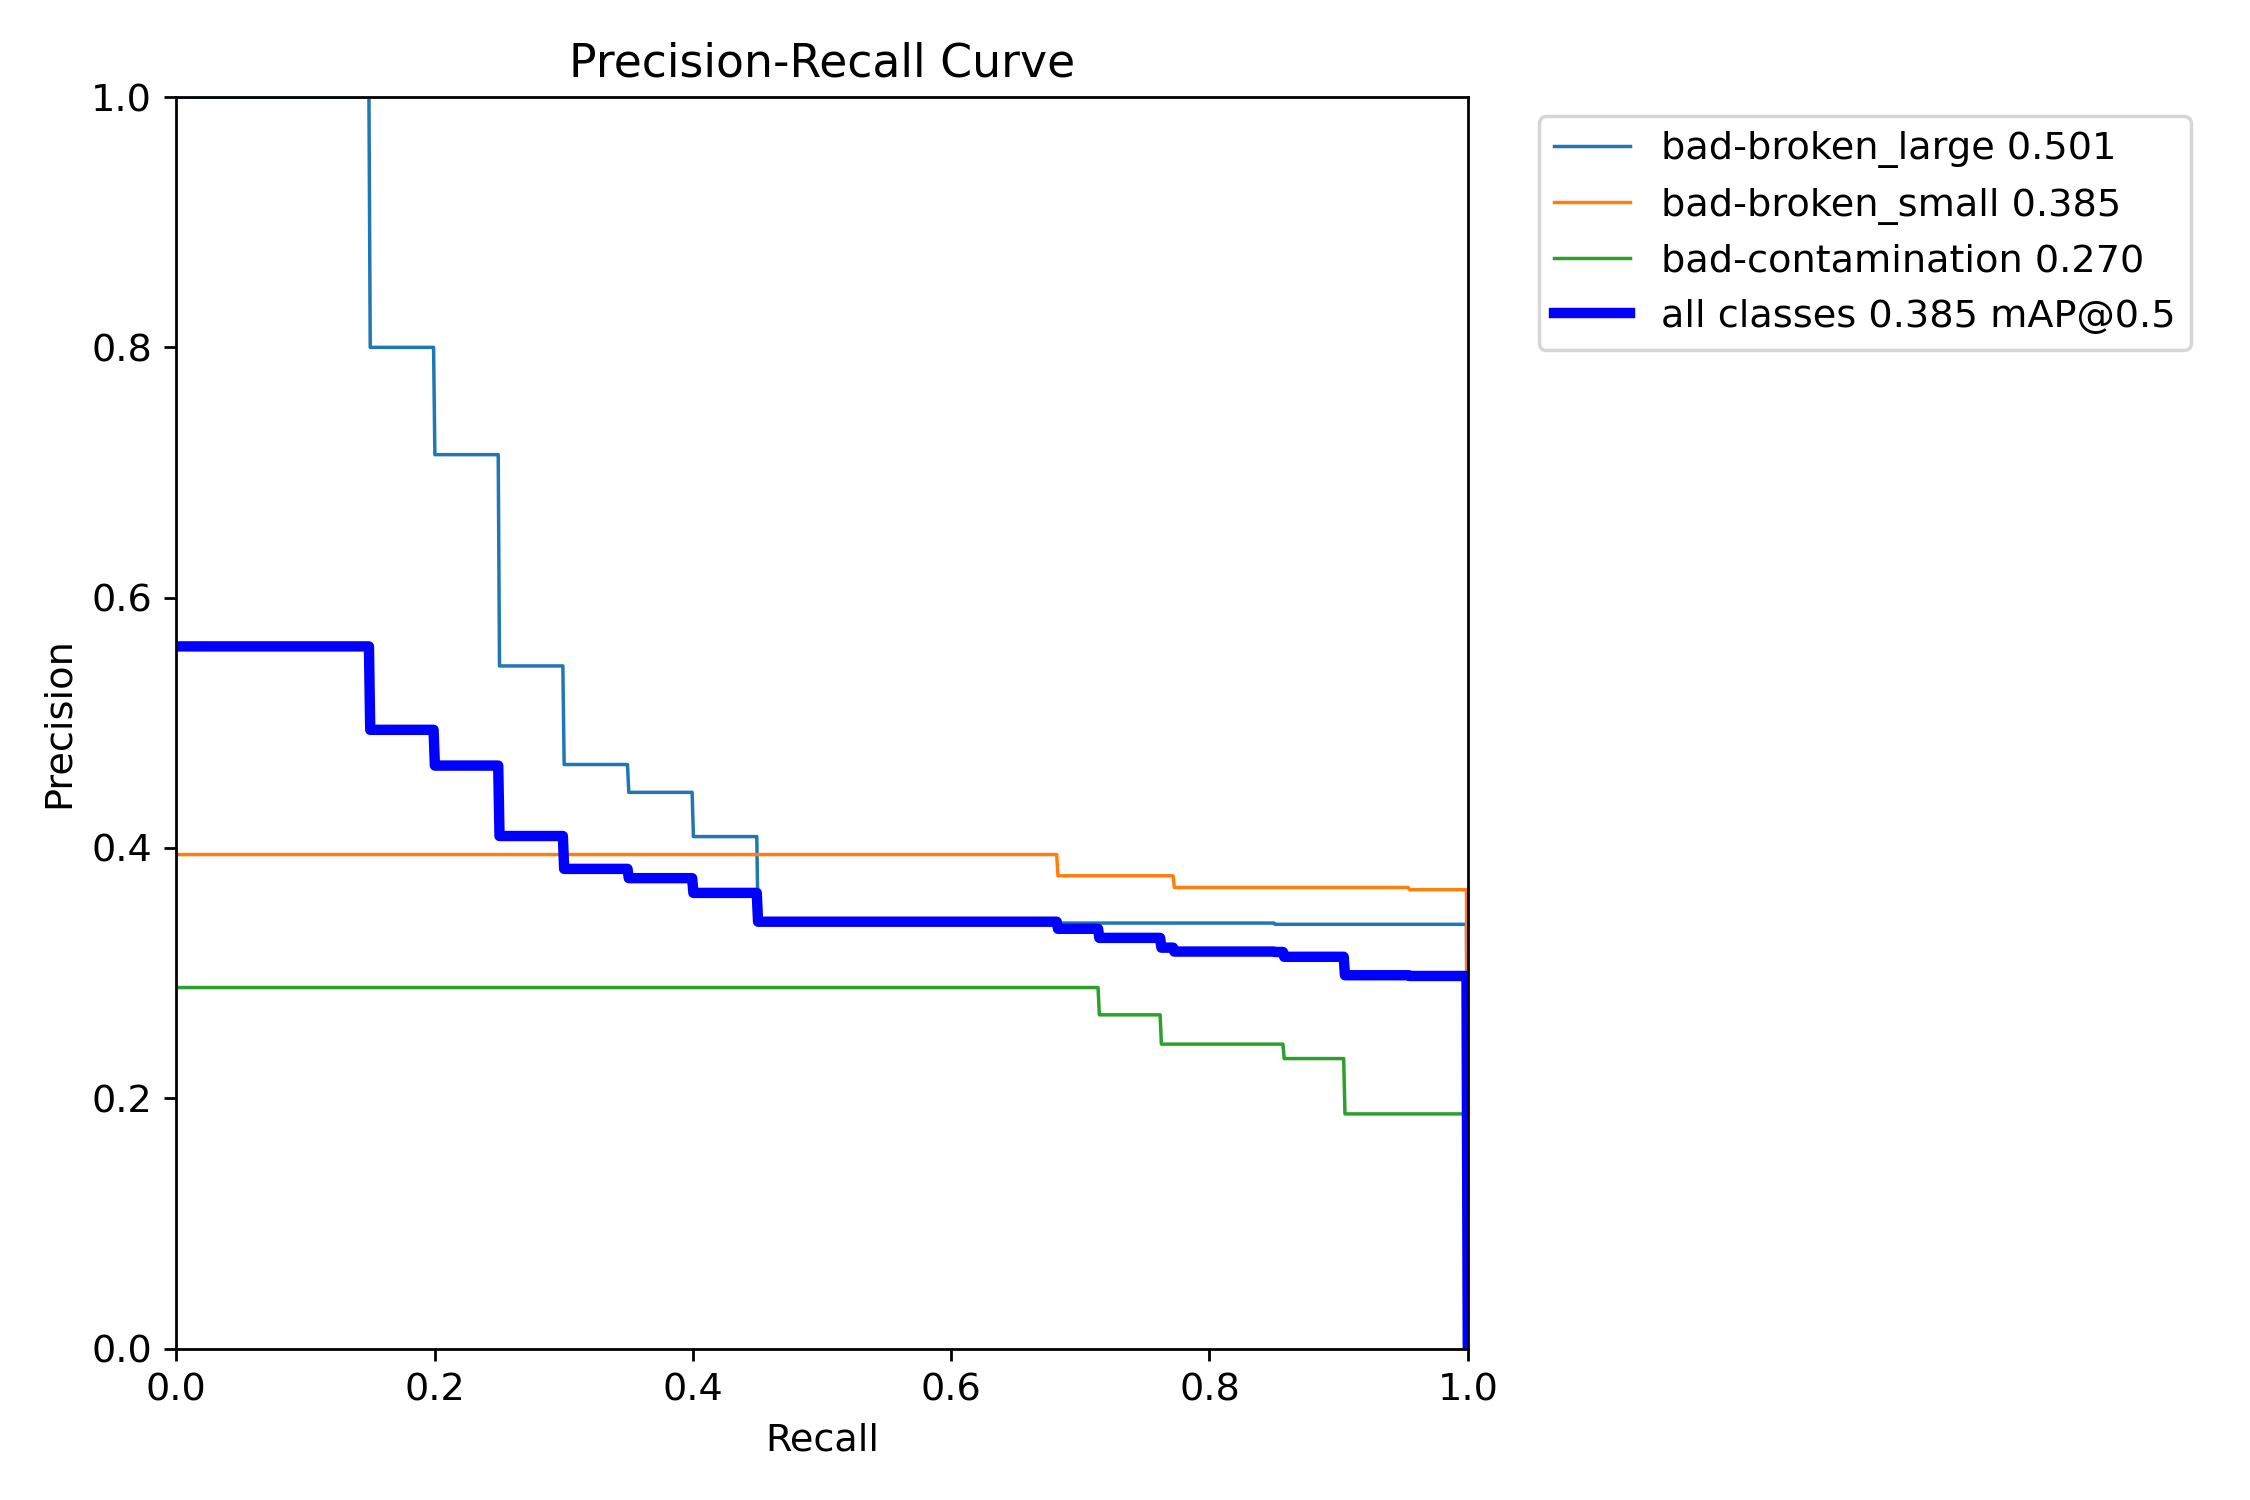 Precision-Recall Curve
1.0
0.8
0.6
0.4
0.2
0.0
Precision
0.0 0.2 0.4 0.6 0.8 1.0
Recall
bad-broken_large 0.501
bad-broken_small 0.385
bad-contamination 0.270
all classes 0.385 mAP@0.5